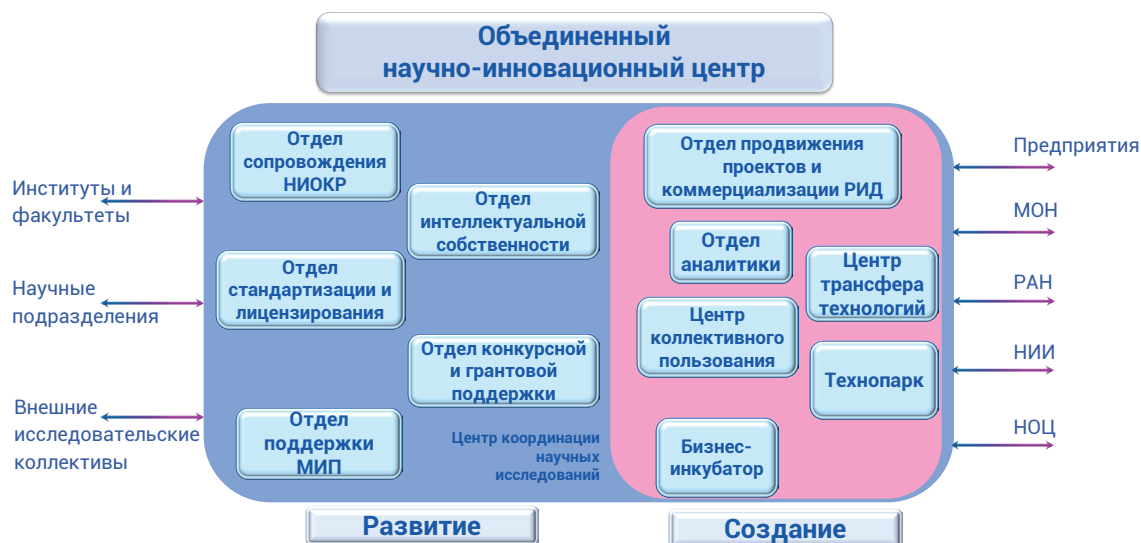 Объединенный
научно-инновационный центр
Отдел
сопровождения
НИОКР
Отдел
интеллектуальной
собственности
Отдел
стандартизации и
лицензирования
Отдел конкурсной
и грантовой
поддержки
Отдел
поддержки
МИП
Центр координации
научных
исследований
Отдел продвижения
проектов и
коммерциализации РИД
Отдел
аналитики
Центр
трансфера
технологий
Центр
коллективного
пользования
Технопарк
Бизнес-
инкубатор
Институты и
факультеты
Научные
подразделения
Внешние
исследовательские
коллективы
Предприятия
МОН
РАН
НИИ
НОЦ
Развитие
Создание